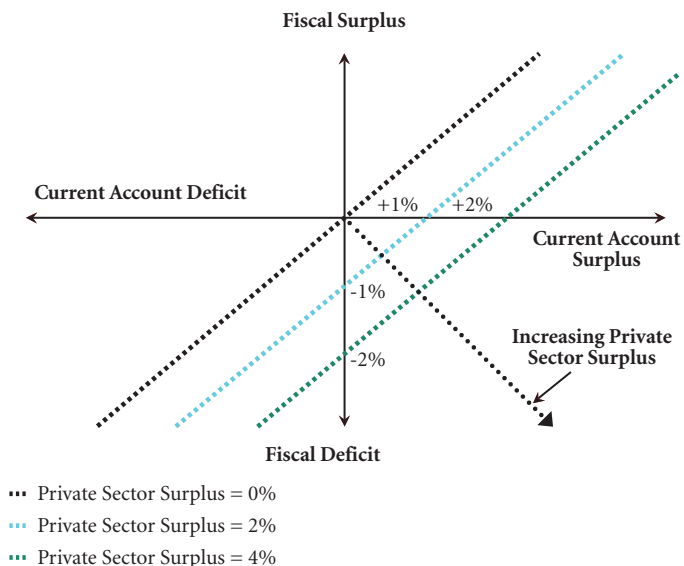 Fiscal Surplus
Current Account Deficit
+1%
+2%
Current Account
Surplus
-1%
-2%
Increasing Private
Sector Surplus
Fiscal Deficit
Private Sector Surplus = 0%
Private Sector Surplus = 2%
Private Sector Surplus = 4%